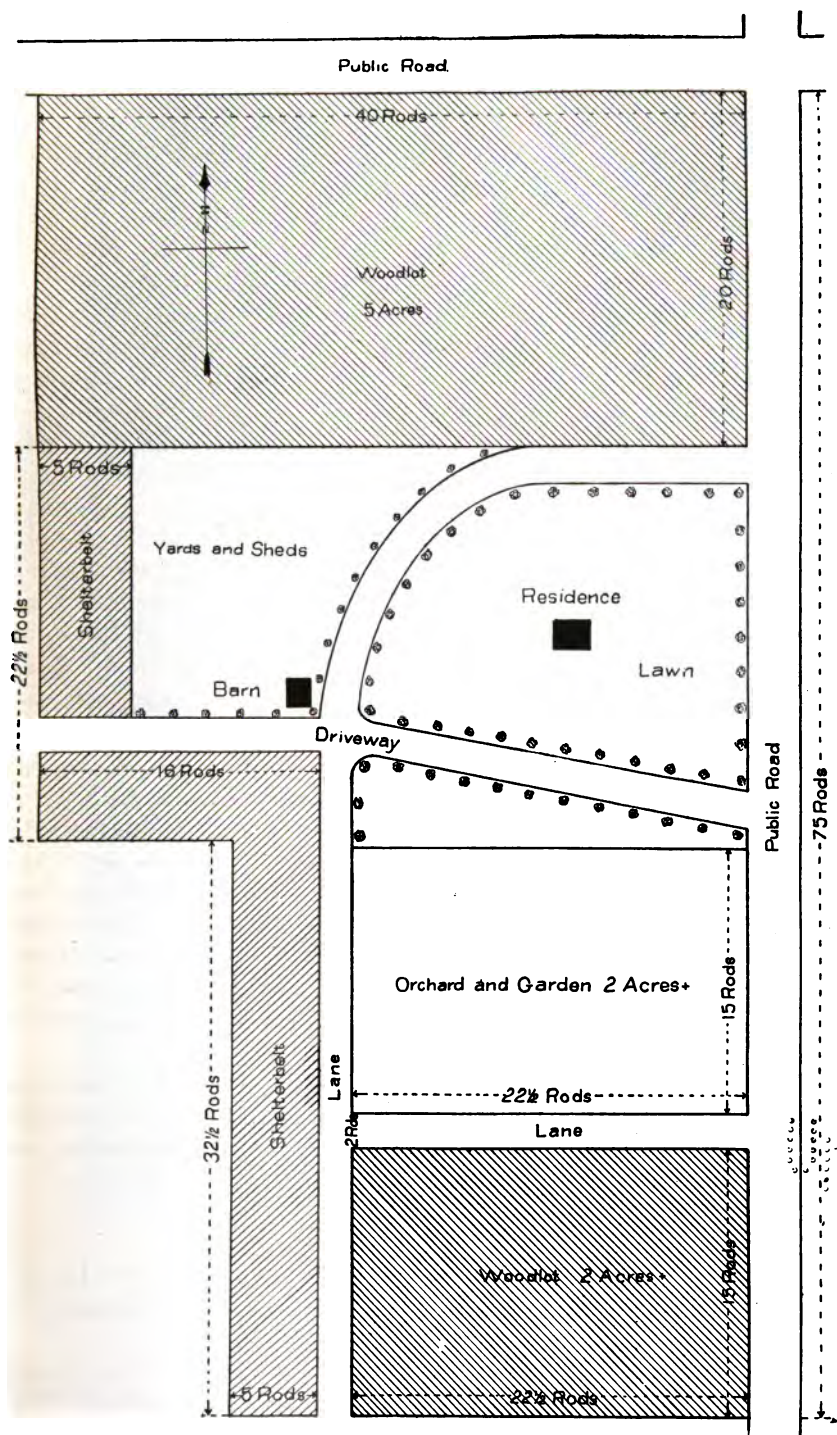 Public Road.
40 Rods
N
20 Rods
Woodlot
5 Acres
5 Rods
Shelterbelt
22½ Rods
Yards and Sheds
Residence
Lawn
Barn
Driveway
16 Rods
Public Road
75 Rods
Orchard and Garden 2 Acres+
15 Rods
Lane
22½ Rods
32½ Rods
Shelterbelt
2 Rds
Lane
Woodlot 2 Acres+
15 Rods
5 Rods
22½ Rods